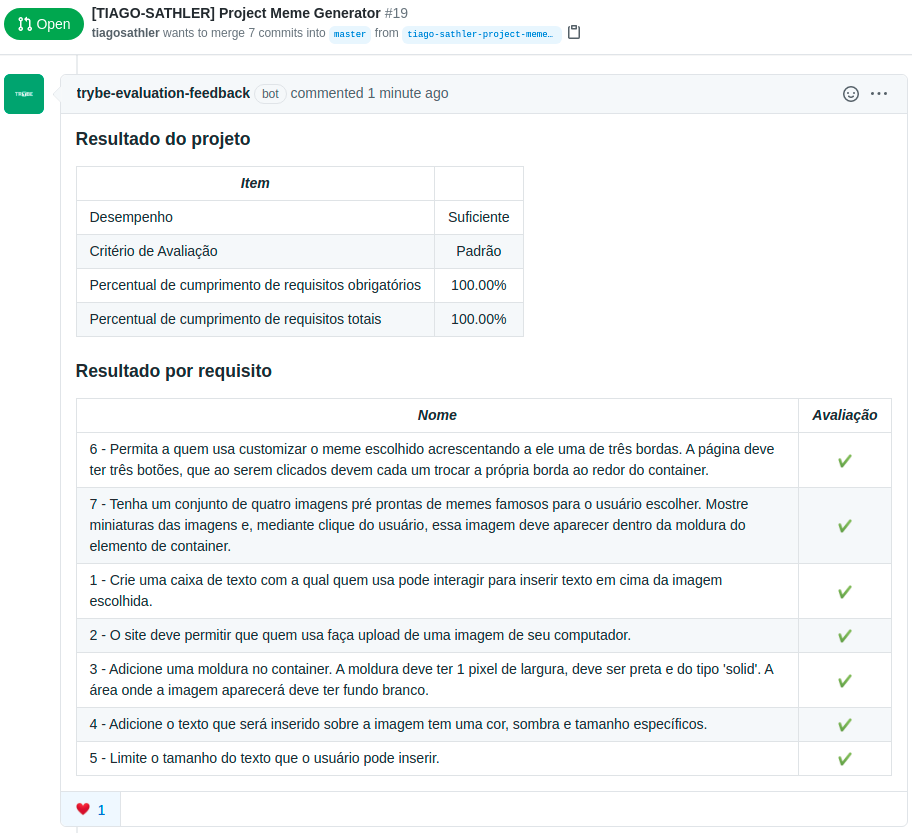 Open
[TIAGO-SATHLER] Project Meme Generator #19
tiagosathler wants to merge 7 commits into master from tiago-sathler-project-meme…
TRYBE
trybe-evaluation-feedback bot commented 1 minute ago
Resultado do projeto
Item
Desempenho Suficiente
Critério de Avaliação Padrão
Percentual de cumprimento de requisitos obrigatórios 100.00%
Percentual de cumprimento de requisitos totais 100.00%
Resultado por requisito
Nome Avaliação
6 - Permita a quem usa customizar o meme escolhido acrescentando a ele uma de três bordas. A página deve
ter três botões, que ao serem clicados devem cada um trocar a própria borda ao redor do container.
7 - Tenha um conjunto de quatro imagens pré prontas de memes famosos para o usuário escolher. Mostre
miniaturas das imagens e, mediante clique do usuário, essa imagem deve aparecer dentro da moldura do
elemento de container.
1 - Crie uma caixa de texto com a qual quem usa pode interagir para inserir texto em cima da imagem
escolhida.
2 - O site deve permitir que quem usa faça upload de uma imagem de seu computador.
3 - Adicione uma moldura no container. A moldura deve ter 1 pixel de largura, deve ser preta e do tipo 'solid'. A
área onde a imagem aparecerá deve ter fundo branco.
4 - Adicione o texto que será inserido sobre a imagem tem uma cor, sombra e tamanho específicos.
5 - Limite o tamanho do texto que o usuário pode inserir.
1